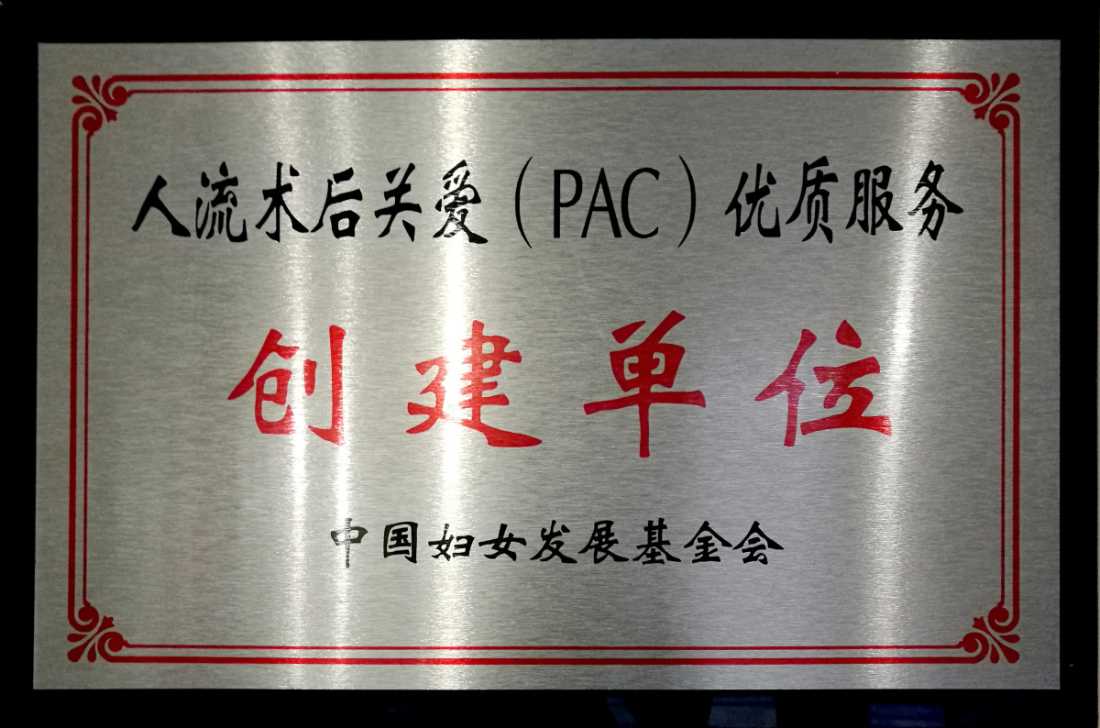 人流术后关爱（PAC）优质服务
创建单位
中国妇女发展基金会